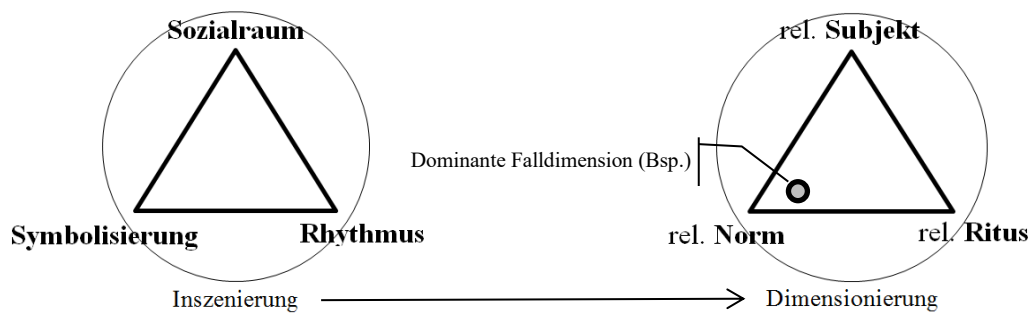 Sozialraum
rel. Subjekt
Dominante Falldimension (Bsp.)
Symbolisierung
Rhythmus
rel. Norm
rel. Ritus
Inszenierung
Dimensionierung